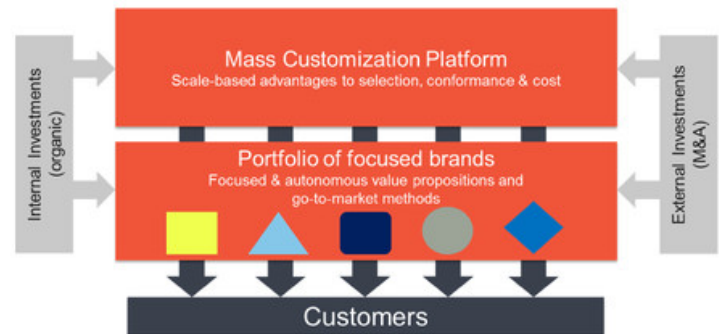 Mass Customization Platform
Scale-based advantages to selection, conformance & cost
Internal Investments
(organic)
External Investments
(M&A)
Portfolio of focused brands
Focused & autonomous value propositions and
go-to-market methods
Customers